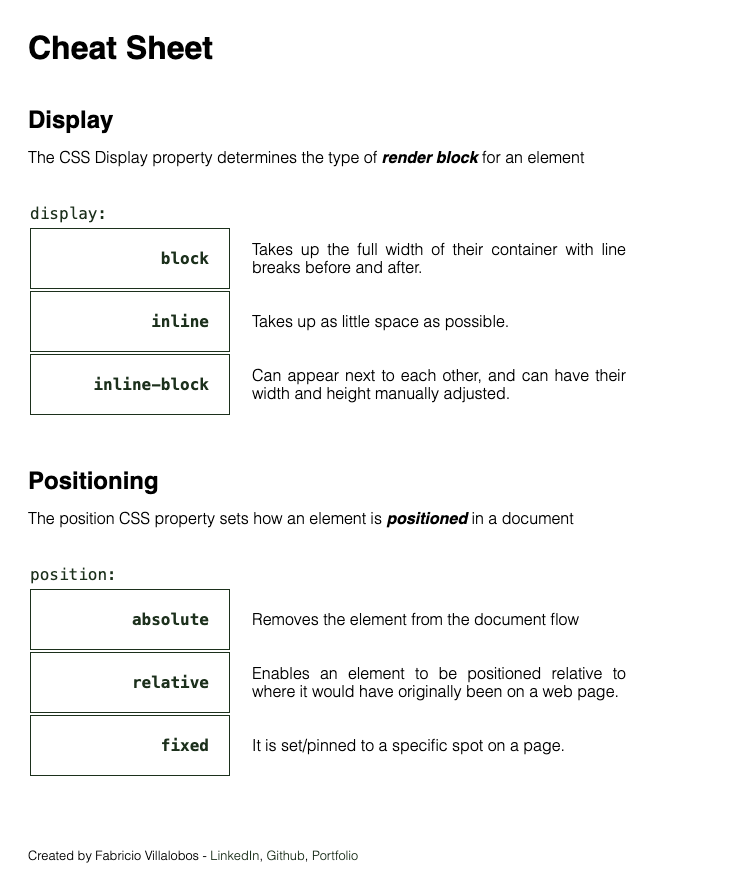 Cheat Sheet
Display
The CSS Display property determines the type of render block for an element
display:
block
Takes up the full width of their container with line
breaks before and after.
inline
Takes up as little space as possible.
inline-block
Can appear next to each other, and can have their
width and height manually adjusted.
Positioning
The position CSS property sets how an element is positioned in a document
position:
absolute
Removes the element from the document flow
relative
Enables an element to be positioned relative to
where it would have originally been on a web page.
fixed
It is set/pinned to a specific spot on a page.
Created by Fabricio Villalobos - LinkedIn, Github, Portfolio